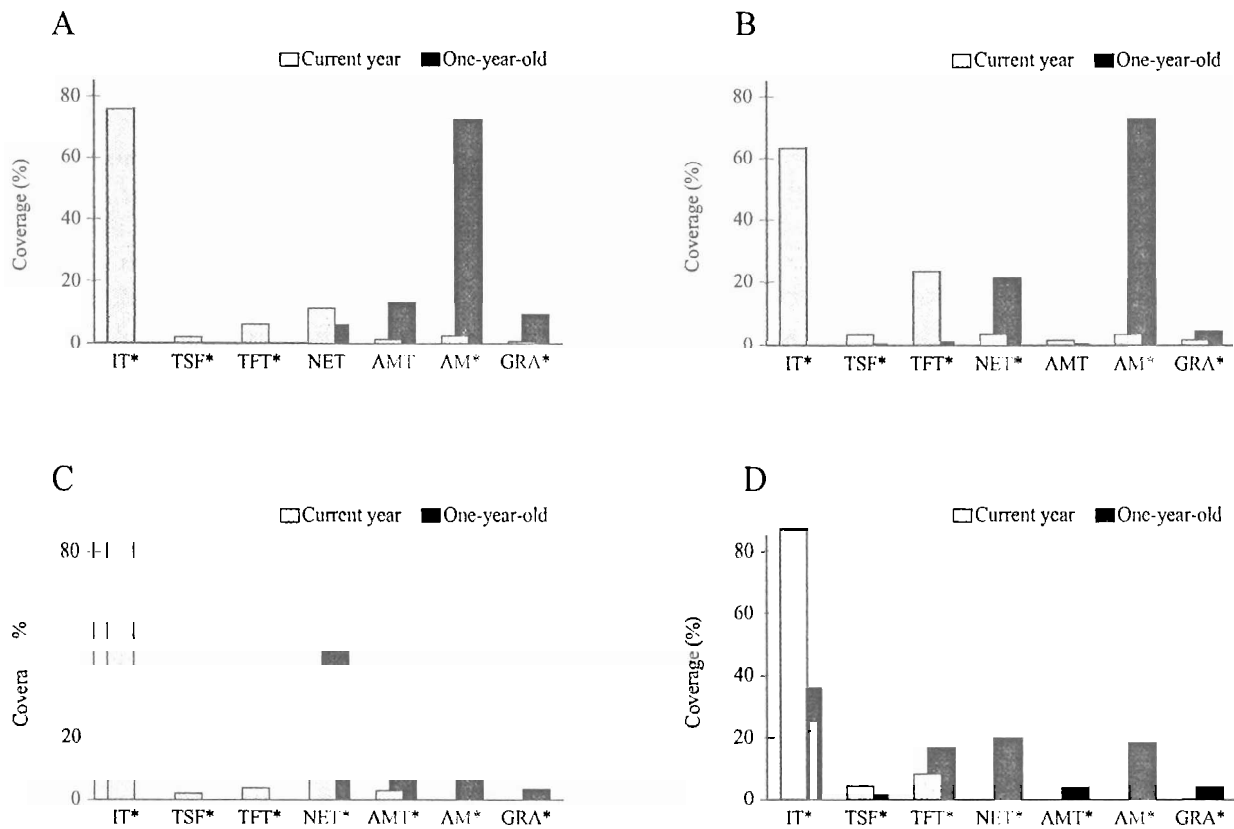 A
Current year One-year-old
80
60
40
20
0
Coverage (%)
IT* TSF* TFT* NET AMT AM* GRA*
B
Current year One-year-old
80
60
40
20
0
Coverage (%)
IT* TSF* TFT* NET* AMT AM* GRA*
C
Current year One-year-old
80
20
0
Covera %
IT* TSF* TFT* NET* AMT* AM* GRA*
D
Current year One-year-old
80
60
40
20
0
Coverage (%)
IT* TSF* TFT* NET* AMT* AM* GRA*